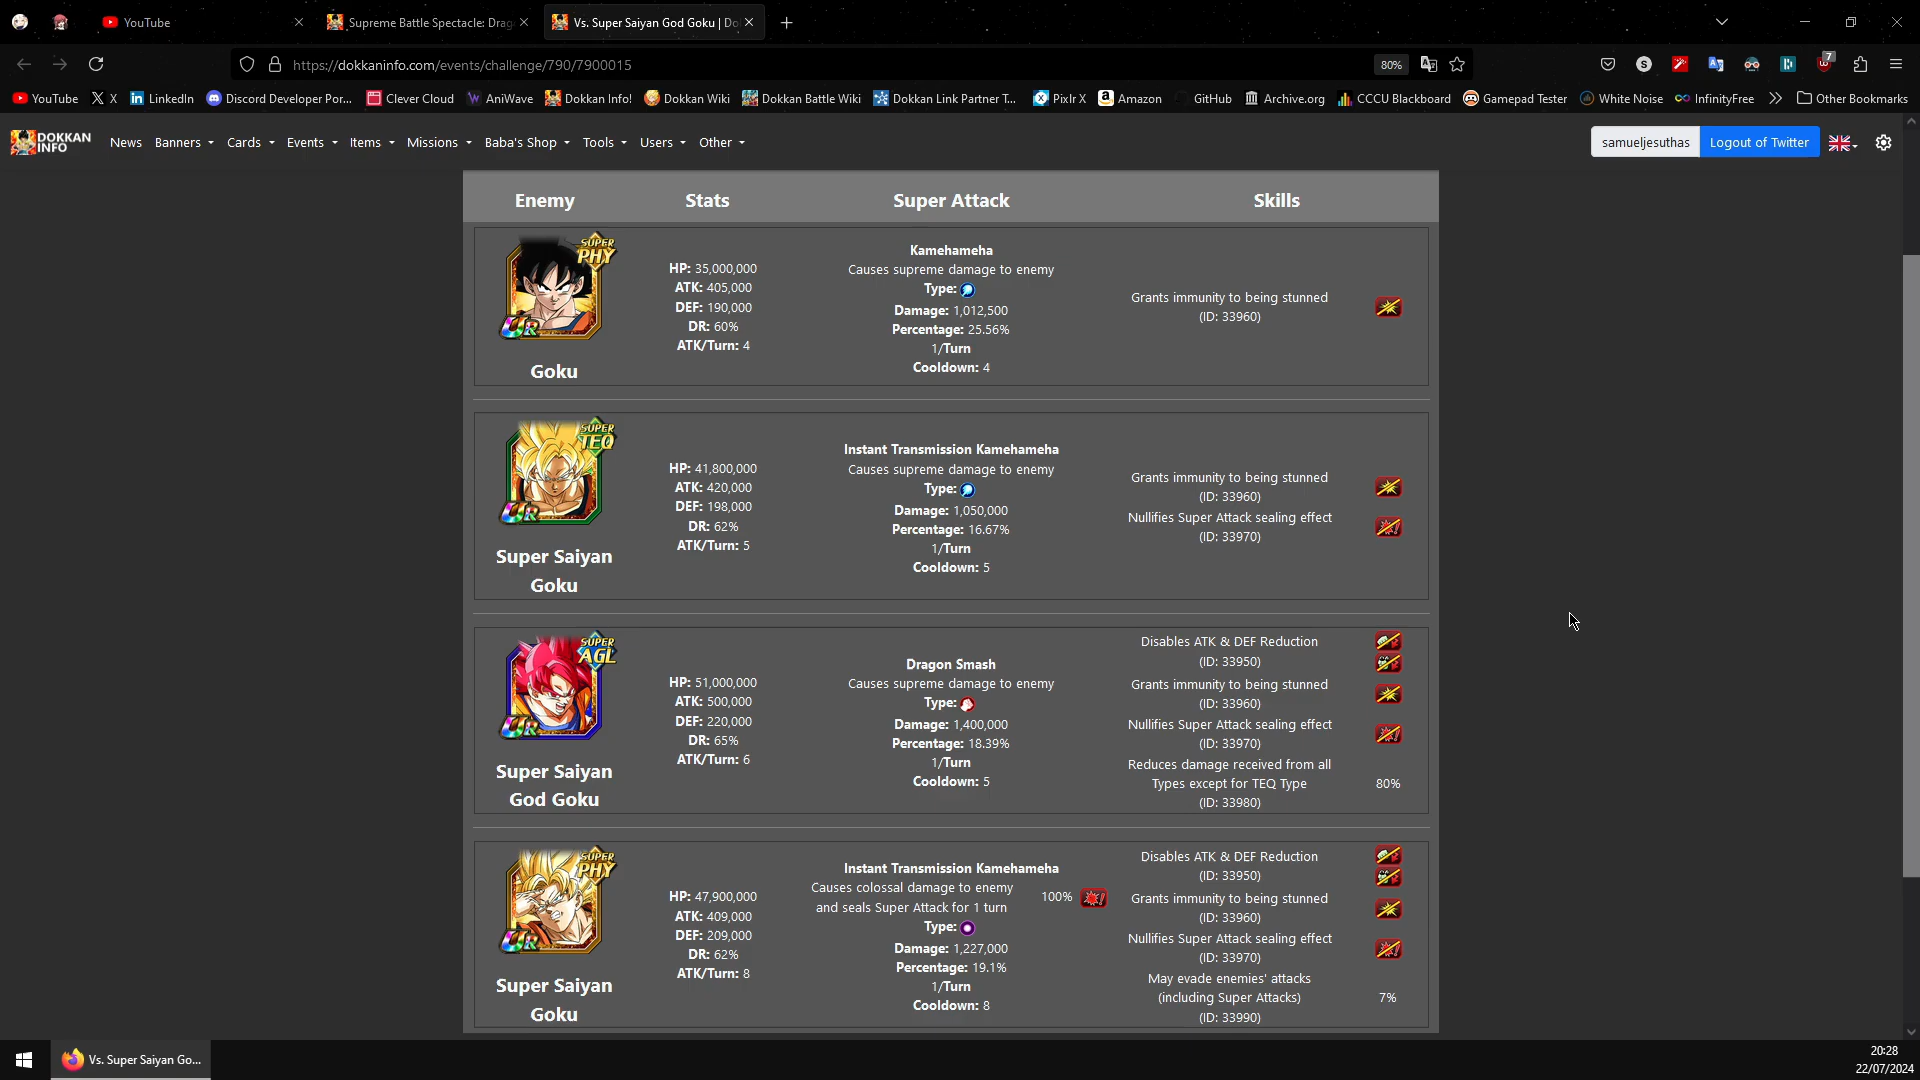 YouTube
Supreme Battle Spectacle: Drag
Vs. Super Saiyan God Goku | Do
https://dokkaninfo.com/events/challenge/790/7900015
80%
S
7
YouTube
X
LinkedIn
Discord Developer Por...
Clever Cloud
AniWave
Dokkan Info!
Dokkan Wiki
Dokkan Battle Wiki
Dokkan Link Partner T...
Pixlr X
Amazon
GitHub
Archive.org
CCCU Blackboard
Gamepad Tester
White Noise
InfinityFree
Other Bookmarks
DOKKAN INFO
News
Banners
Cards
Events
Items
Missions
Baba's Shop
Tools
Users
Other
samueljesuthas
Logout of Twitter
Enemy Stats Super Attack Skills
SUPER PHY
UR
Goku
HP: 35,000,000
ATK: 405,000
DEF: 190,000
DR: 60%
ATK/Turn: 4
Kamehameha
Causes supreme damage to enemy
Type:
Damage: 1,012,500
Percentage: 25.56%
1/Turn
Cooldown: 4
Grants immunity to being stunned
(ID: 33960)
SUPER TEQ
UR
Super Saiyan
Goku
HP: 41,800,000
ATK: 420,000
DEF: 198,000
DR: 62%
ATK/Turn: 5
Instant Transmission Kamehameha
Causes supreme damage to enemy
Type:
Damage: 1,050,000
Percentage: 16.67%
1/Turn
Cooldown: 5
Grants immunity to being stunned
(ID: 33960)
Nullifies Super Attack sealing effect
(ID: 33970)
SUPER AGL
UR
Super Saiyan
God Goku
HP: 51,000,000
ATK: 500,000
DEF: 220,000
DR: 65%
ATK/Turn: 6
Dragon Smash
Causes supreme damage to enemy
Type:
Damage: 1,400,000
Percentage: 18.39%
1/Turn
Cooldown: 5
Disables ATK & DEF Reduction
(ID: 33950)
Grants immunity to being stunned
(ID: 33960)
Nullifies Super Attack sealing effect
(ID: 33970)
Reduces damage received from all
Types except for TEQ Type
(ID: 33980)
80%
SUPER PHY
UR
Super Saiyan
Goku
HP: 47,900,000
ATK: 409,000
DEF: 209,000
DR: 62%
ATK/Turn: 8
Instant Transmission Kamehameha
Causes colossal damage to enemy
and seals Super Attack for 1 turn
100%
Type:
Damage: 1,227,000
Percentage: 19.1%
1/Turn
Cooldown: 8
Disables ATK & DEF Reduction
(ID: 33950)
Grants immunity to being stunned
(ID: 33960)
Nullifies Super Attack sealing effect
(ID: 33970)
May evade enemies' attacks
(including Super Attacks)
(ID: 33990)
7%
Vs. Super Saiyan Go...
20:28
22/07/2024